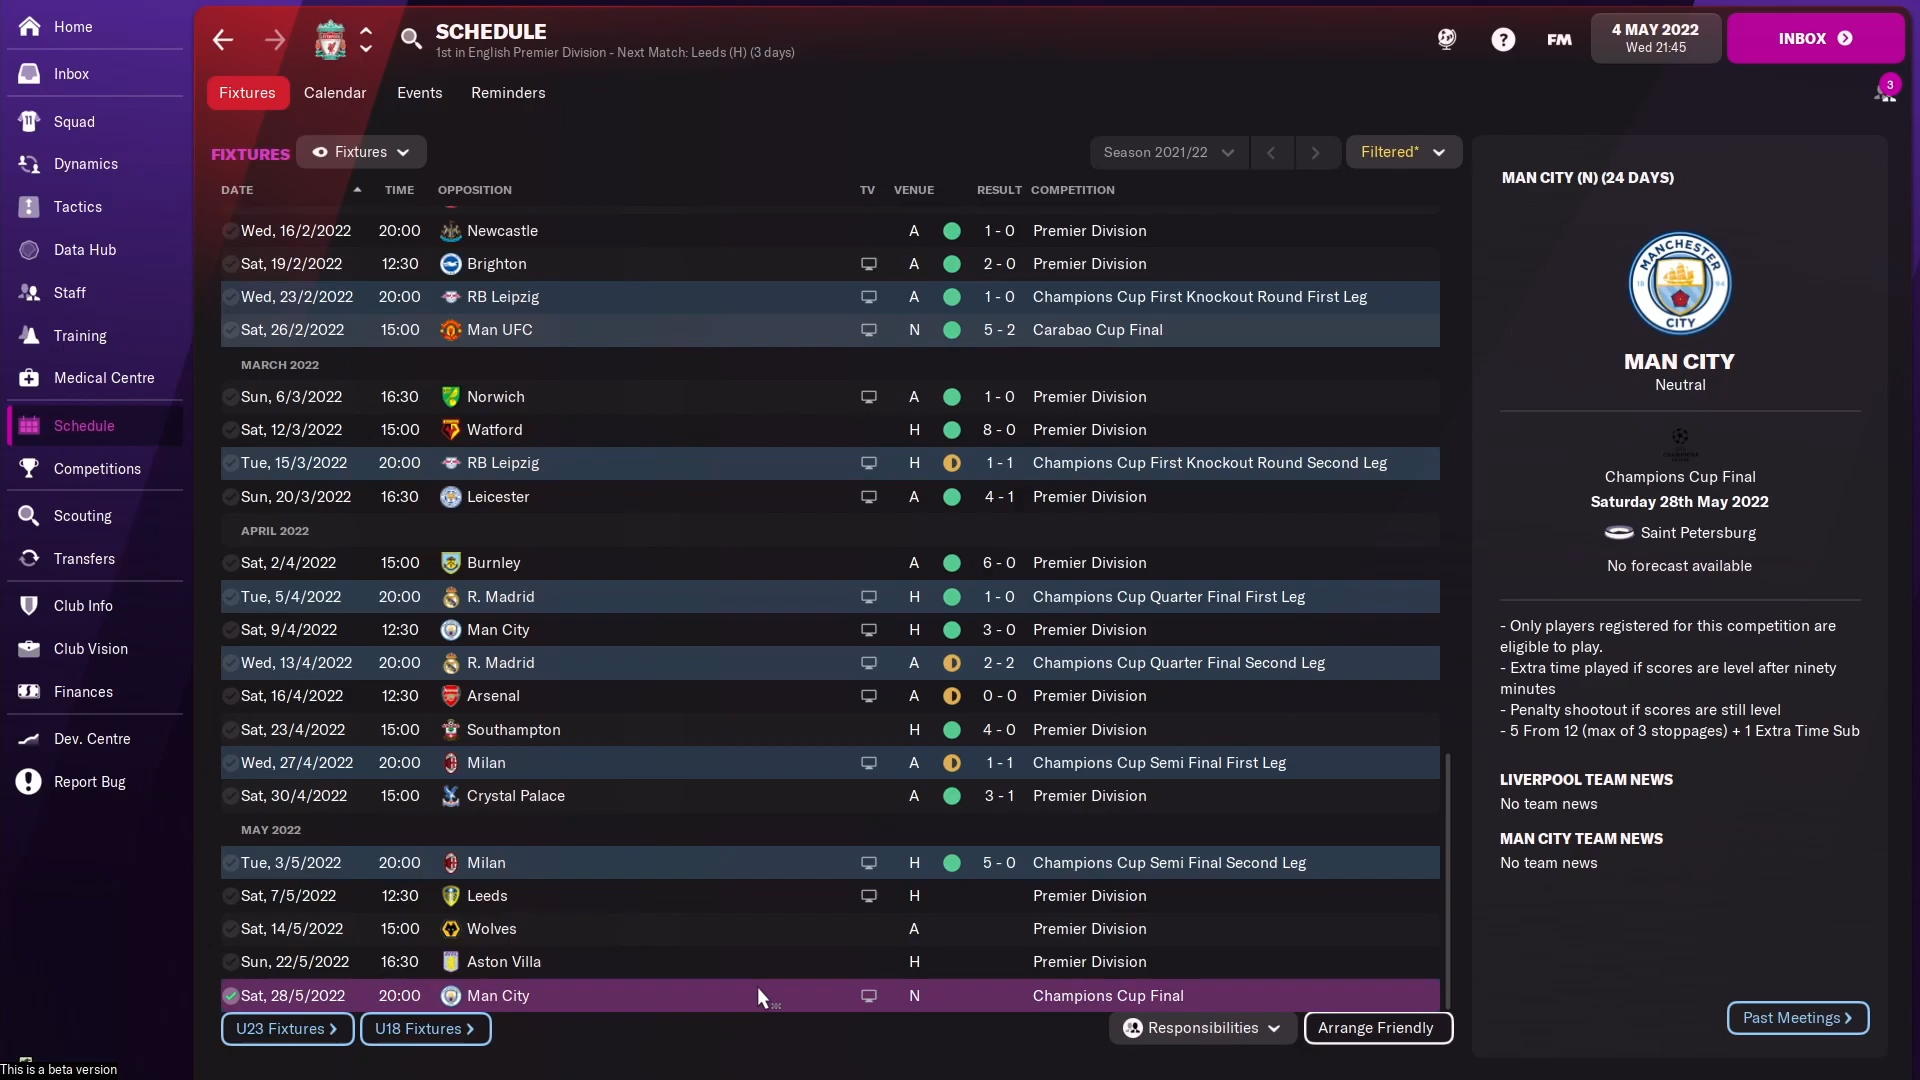 Home
Inbox
Squad
Dynamics
Tactics
Data Hub
Staff
Training
Medical Centre
Schedule
Competitions
Scouting
Transfers
Club Info
Club Vision
Finances
Dev. Centre
Report Bug
This is a beta version
SCHEDULE
1st in English Premier Division - Next Match: Leeds (H) (3 days)
FM
4 MAY 2022
Wed 21:45
INBOX
3
Fixtures Calendar Events Reminders
FIXTURES Fixtures Season 2021/22 Filtered*
DATE TIME OPPOSITION TV VENUE RESULT COMPETITION
Wed, 16/2/2022 20:00 Newcastle A 1 - 0 Premier Division
Sat, 19/2/2022 12:30 Brighton A 2 - 0 Premier Division
Wed, 23/2/2022 20:00 RB Leipzig A 1 - 0 Champions Cup First Knockout Round First Leg
Sat, 26/2/2022 15:00 Man UFC N 5 - 2 Carabao Cup Final
MARCH 2022
Sun, 6/3/2022 16:30 Norwich A 1 - 0 Premier Division
Sat, 12/3/2022 15:00 Watford H 8 - 0 Premier Division
Tue, 15/3/2022 20:00 RB Leipzig H 1 - 1 Champions Cup First Knockout Round Second Leg
Sun, 20/3/2022 16:30 Leicester A 4 - 1 Premier Division
APRIL 2022
Sat, 2/4/2022 15:00 Burnley A 6 - 0 Premier Division
Tue, 5/4/2022 20:00 R. Madrid H 1 - 0 Champions Cup Quarter Final First Leg
Sat, 9/4/2022 12:30 Man City H 3 - 0 Premier Division
Wed, 13/4/2022 20:00 R. Madrid A 2 - 2 Champions Cup Quarter Final Second Leg
Sat, 16/4/2022 12:30 Arsenal A 0 - 0 Premier Division
Sat, 23/4/2022 15:00 Southampton H 4 - 0 Premier Division
Wed, 27/4/2022 20:00 Milan A 1 - 1 Champions Cup Semi Final First Leg
Sat, 30/4/2022 15:00 Crystal Palace A 3 - 1 Premier Division
MAY 2022
Tue, 3/5/2022 20:00 Milan H 5 - 0 Champions Cup Semi Final Second Leg
Sat, 7/5/2022 12:30 Leeds H Premier Division
Sat, 14/5/2022 15:00 Wolves A Premier Division
Sun, 22/5/2022 16:30 Aston Villa H Premier Division
Sat, 28/5/2022 20:00 Man City N Champions Cup Final
U23 Fixtures U18 Fixtures Responsibilities Arrange Friendly
MAN CITY (N) (24 DAYS)
MANCHESTER
18 94
CITY
MAN CITY
Neutral
Champions Cup Final
Saturday 28th May 2022
Saint Petersburg
No forecast available
- Only players registered for this competition are
eligible to play.
- Extra time played if scores are level after ninety
minutes
- Penalty shootout if scores are still level
- 5 From 12 (max of 3 stoppages) + 1 Extra Time Sub
LIVERPOOL TEAM NEWS
No team news
MAN CITY TEAM NEWS
No team news
Past Meetings